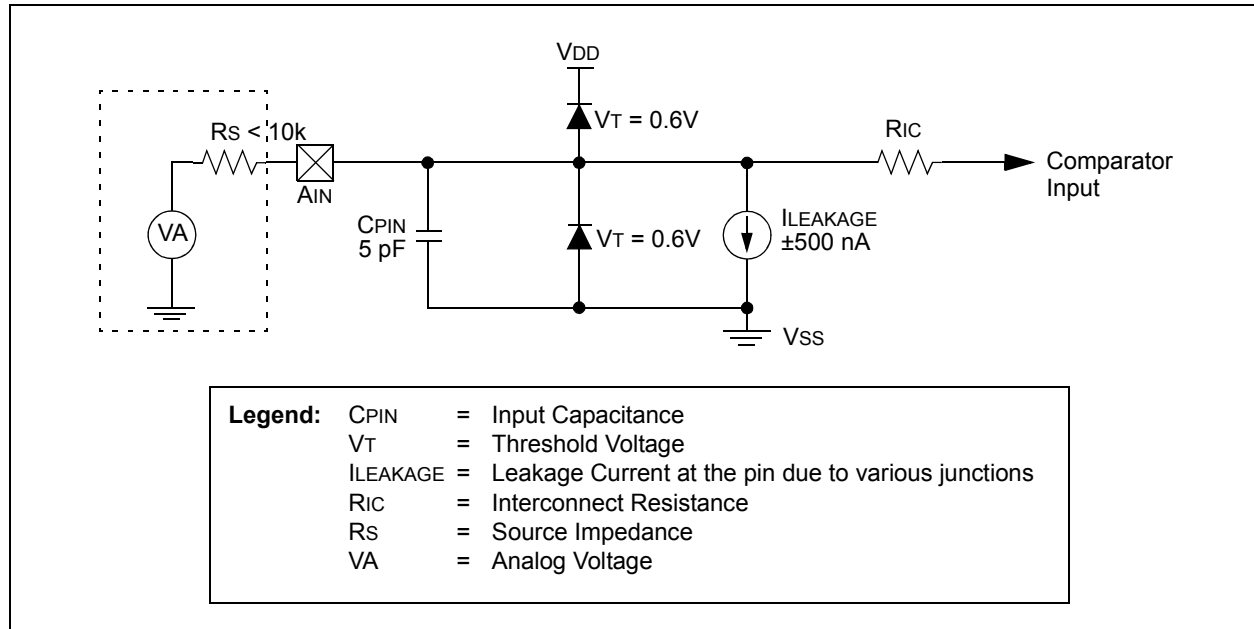 VDD
RS < 10k
VT = 0.6V
RIC
AIN
Comparator
Input
VA
CPIN
5 pF
VT = 0.6V
ILEAKAGE
±500 nA
VSS
Legend: CPIN = Input Capacitance
VT = Threshold Voltage
ILEAKAGE = Leakage Current at the pin due to various junctions
RIC = Interconnect Resistance
RS = Source Impedance
VA = Analog Voltage